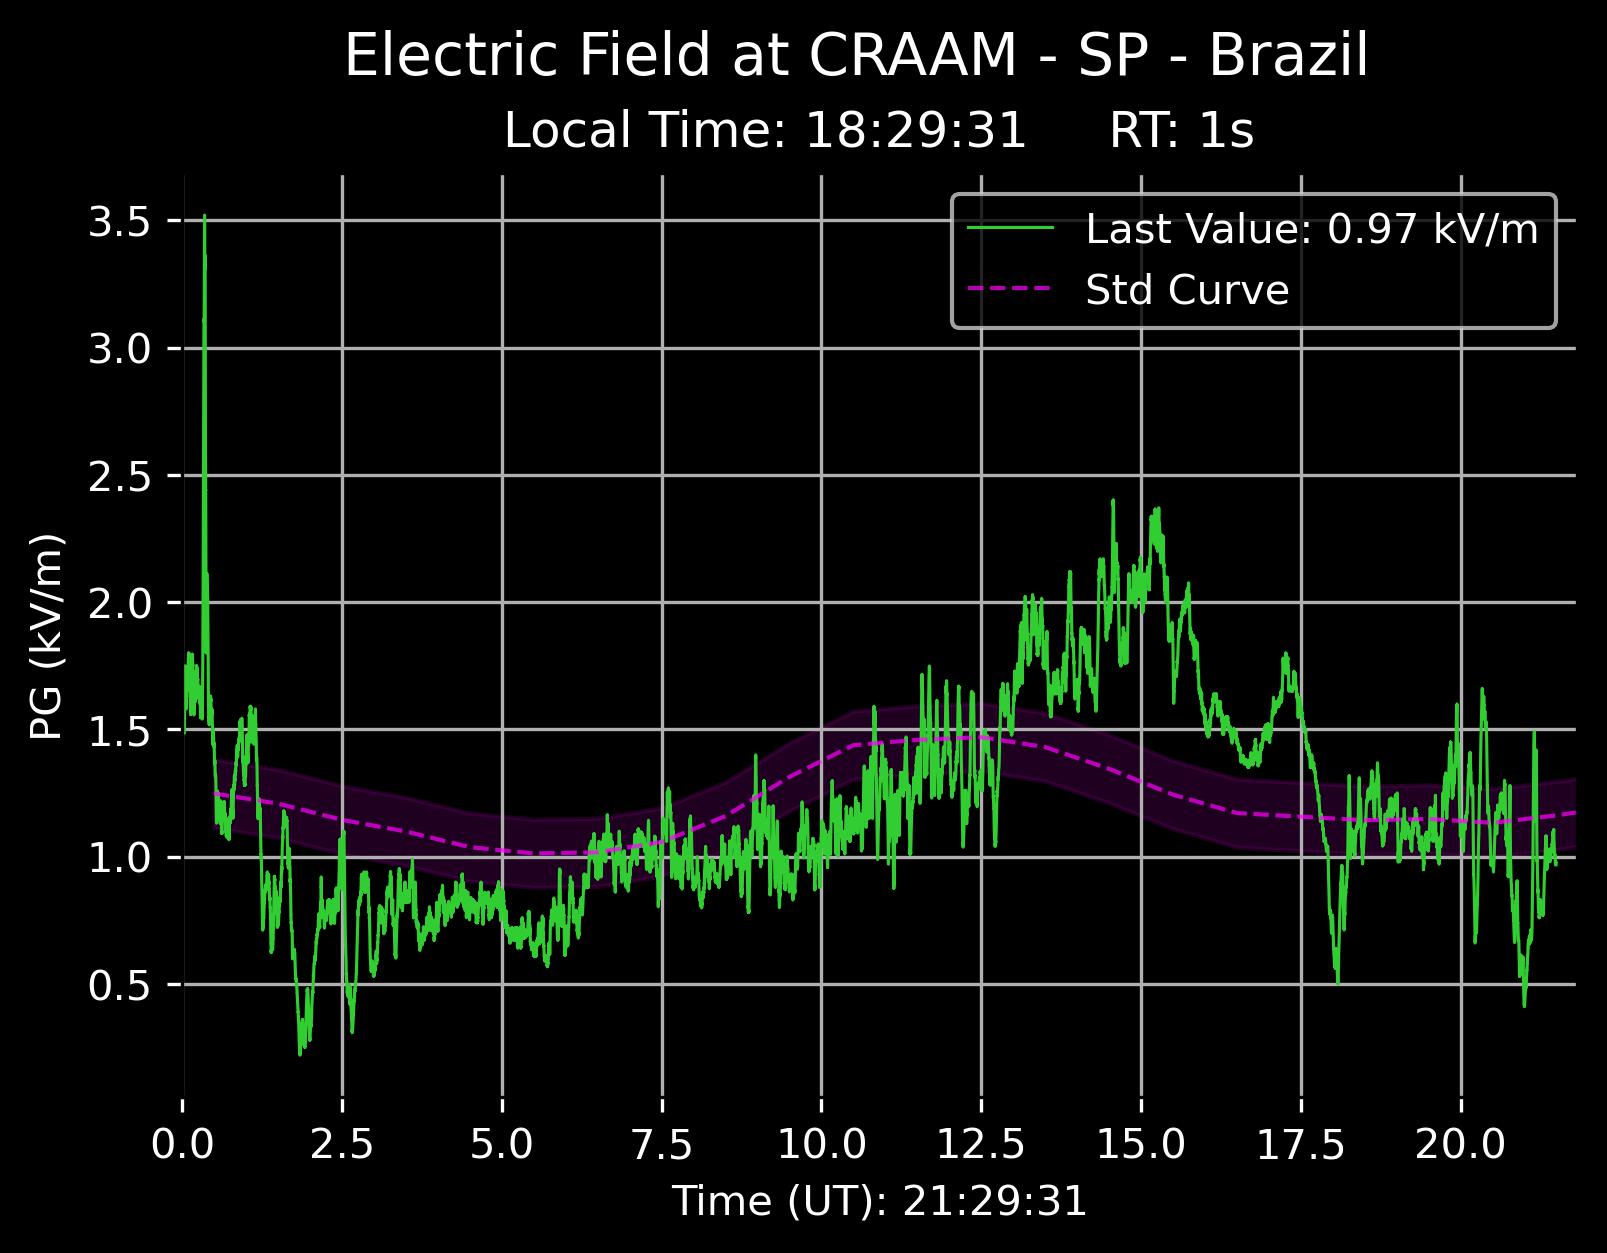 Electric Field at CRAAM - SP - Brazil
Local Time: 18:29:31 RT: 1s
Last Value: 0.97 kV/m
Std Curve
PG (kV/m)
3.5
3.0
2.5
2.0
1.5
1.0
0.5
0.0 2.5 5.0 7.5 10.0 12.5 15.0 17.5 20.0
Time (UT): 21:29:31